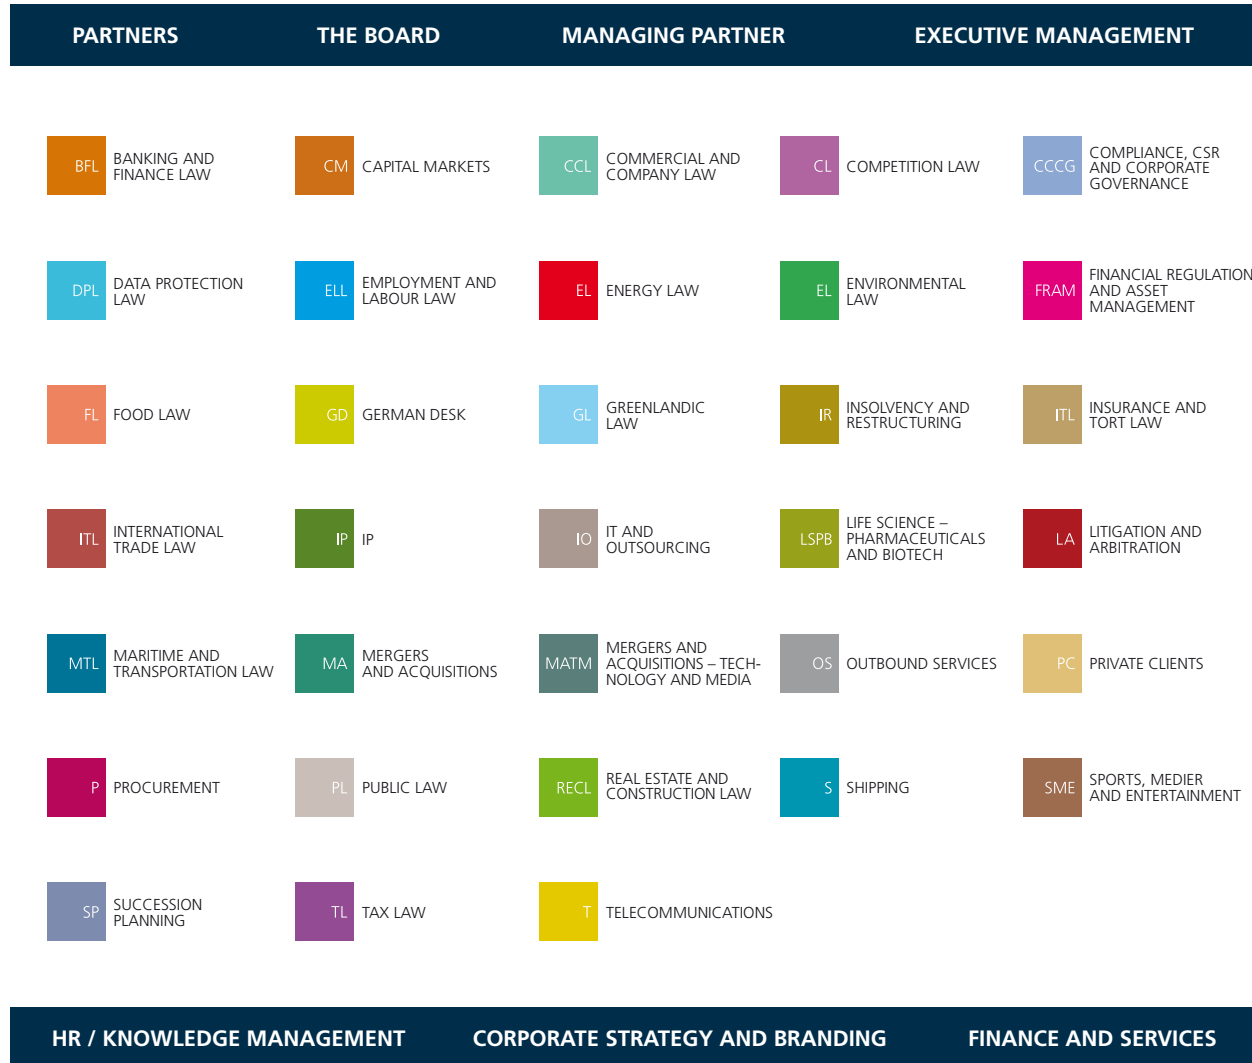 PARTNERS THE BOARD MANAGING PARTNER EXECUTIVE MANAGEMENT
BFL
BANKING AND
FINANCE LAW
CM
CAPITAL MARKETS
CCL
COMMERCIAL AND
COMPANY LAW
CL
COMPETITION LAW
CCCG
COMPLIANCE, CSR
AND CORPORATE
GOVERNANCE
DPL
DATA PROTECTION
LAW
ELL
EMPLOYMENT AND
LABOUR LAW
EL
ENERGY LAW
EL
ENVIRONMENTAL
LAW
FRAM
FINANCIAL REGULATION
AND ASSET
MANAGEMENT
FL
FOOD LAW
GD
GERMAN DESK
GL
GREENLANDIC
LAW
IR
INSOLVENCY AND
RESTRUCTURING
ITL
INSURANCE AND
TORT LAW
ITL
INTERNATIONAL
TRADE LAW
IP
IP
IO
IT AND
OUTSOURCING
LSPB
LIFE SCIENCE –
PHARMACEUTICALS
AND BIOTECH
LA
LITIGATION AND
ARBITRATION
MTL
MARITIME AND
TRANSPORTATION LAW
MA
MERGERS
AND ACQUISITIONS
MATM
MERGERS AND
ACQUISITIONS – TECH-
NOLOGY AND MEDIA
OS
OUTBOUND SERVICES
PC
PRIVATE CLIENTS
P
PROCUREMENT
PL
PUBLIC LAW
RECL
REAL ESTATE AND
CONSTRUCTION LAW
S
SHIPPING
SME
SPORTS, MEDIER
AND ENTERTAINMENT
SP
SUCCESSION
PLANNING
TL
TAX LAW
T
TELECOMMUNICATIONS
HR / KNOWLEDGE MANAGEMENT CORPORATE STRATEGY AND BRANDING FINANCE AND SERVICES